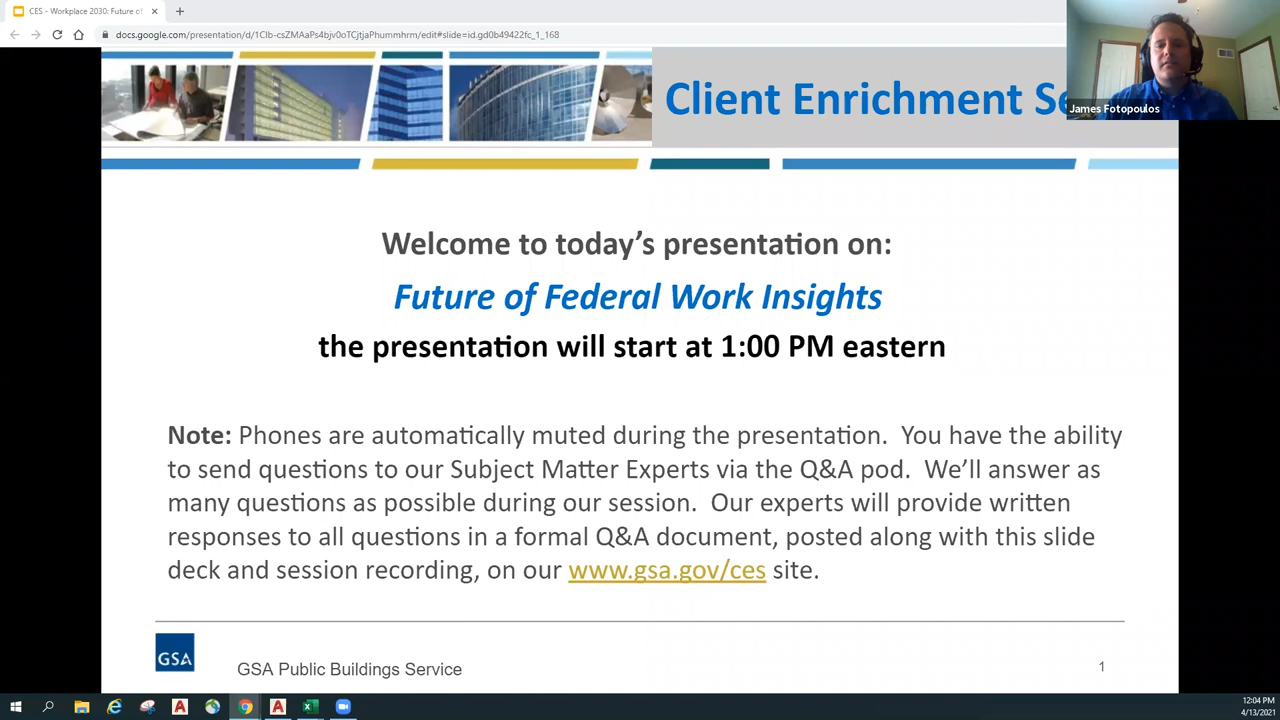 CES - Workplace 2030: Future of
docs.google.com/presentation/d/1CIb-csZMAaPs4bjv0oTCjtjaPhummhrm/edit#slide=id.gd0b49422fc_1_168
Client Enrichment Se
James Fotopoulos
Welcome to today's presentation on:
Future of Federal Work Insights
the presentation will start at 1:00 PM eastern
Note: Phones are automatically muted during the presentation. You have the ability
to send questions to our Subject Matter Experts via the Q&A pod. We'll answer as
many questions as possible during our session. Our experts will provide written
responses to all questions in a formal Q&A document, posted along with this slide
deck and session recording, on our www.gsa.gov/ces site.
GSA
GSA Public Buildings Service
1
12:04 PM
4/13/2021